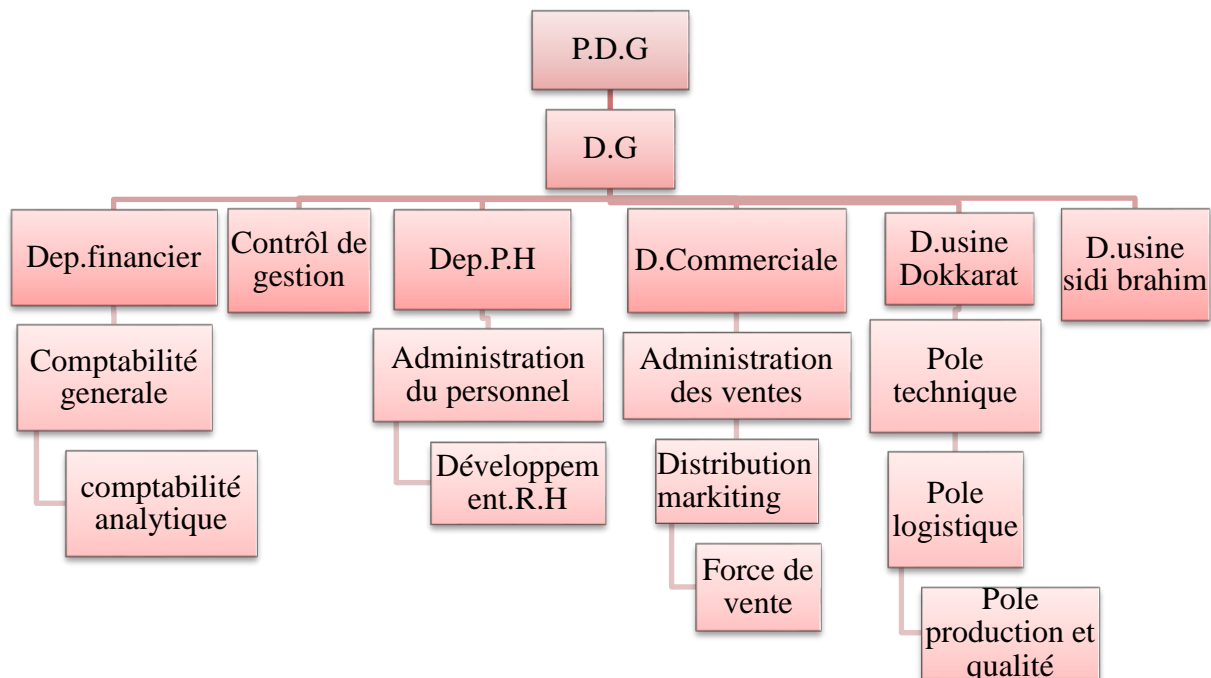 P.D.G
D.G
Dep.financier
Contrôl de
gestion
Dep.P.H
D.Commerciale
D.usine
Dokkarat
D.usine
sidi brahim
Comptabilité
generale
Administration
du personnel
Administration
des ventes
Pole
technique
comptabilité
analytique
Développem
ent.R.H
Distribution
markiting
Pole
logistique
Force de
vente
Pole
production et
qualité